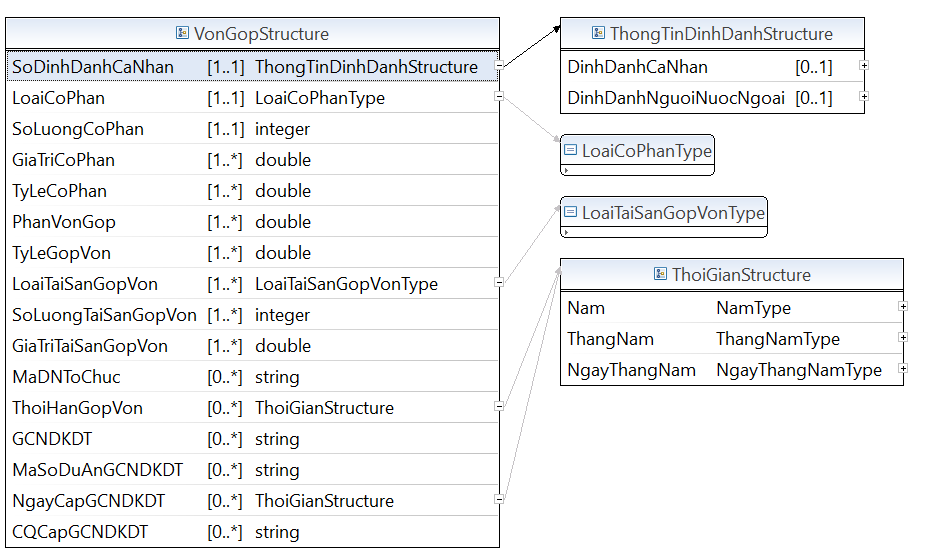 VonGopStructure
SoDinhDanhCaNhan [1..1] ThongTinDinhDanhStructure
LoaiCoPhan [1..1] LoaiCoPhanType
SoLuongCoPhan [1..1] integer
GiaTriCoPhan [1..*] double
TyLeCoPhan [1..*] double
PhanVonGop [1..*] double
TyLeGopVon [1..*] double
LoaiTaiSanGopVon [1..*] LoaiTaiSanGopVonType
SoLuongTaiSanGopVon [1..*] integer
GiaTriTaiSanGopVon [1..*] double
MaDNToChuc [0..*] string
ThoiHanGopVon [0..*] ThoiGianStructure
GCNDKDT [0..*] string
MaSoDuAnGCNDKDT [0..*] string
NgayCapGCNDKDT [0..*] ThoiGianStructure
CQCapGCNDKDT [0..*] string
ThongTinDinhDanhStructure
DinhDanhCaNhan [0..1]
DinhDanhNguoiNuocNgoai [0..1]
LoaiCoPhanType
LoaiTaiSanGopVonType
ThoiGianStructure
Nam NamType
ThangNam ThangNamType
NgayThangNam NgayThangNamType